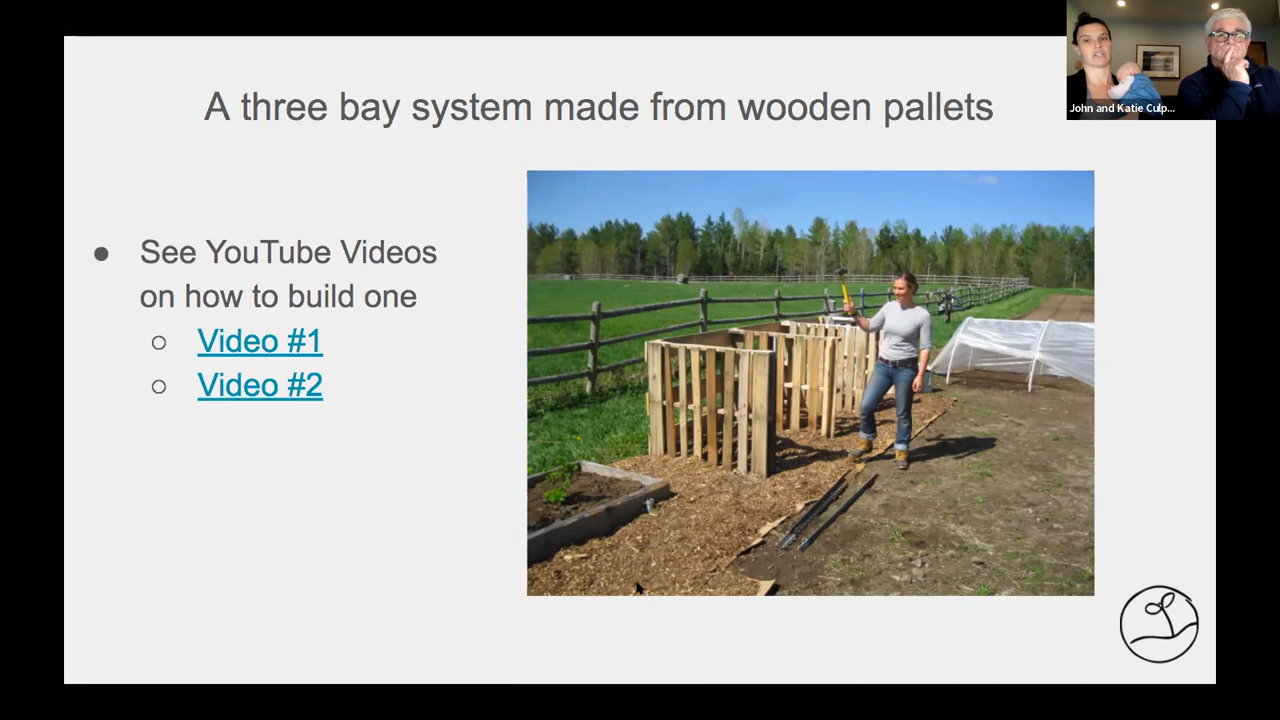 A three bay system made from wooden pallets
John and Katie Culp...
See YouTube Videos
on how to build one
Video #1
Video #2